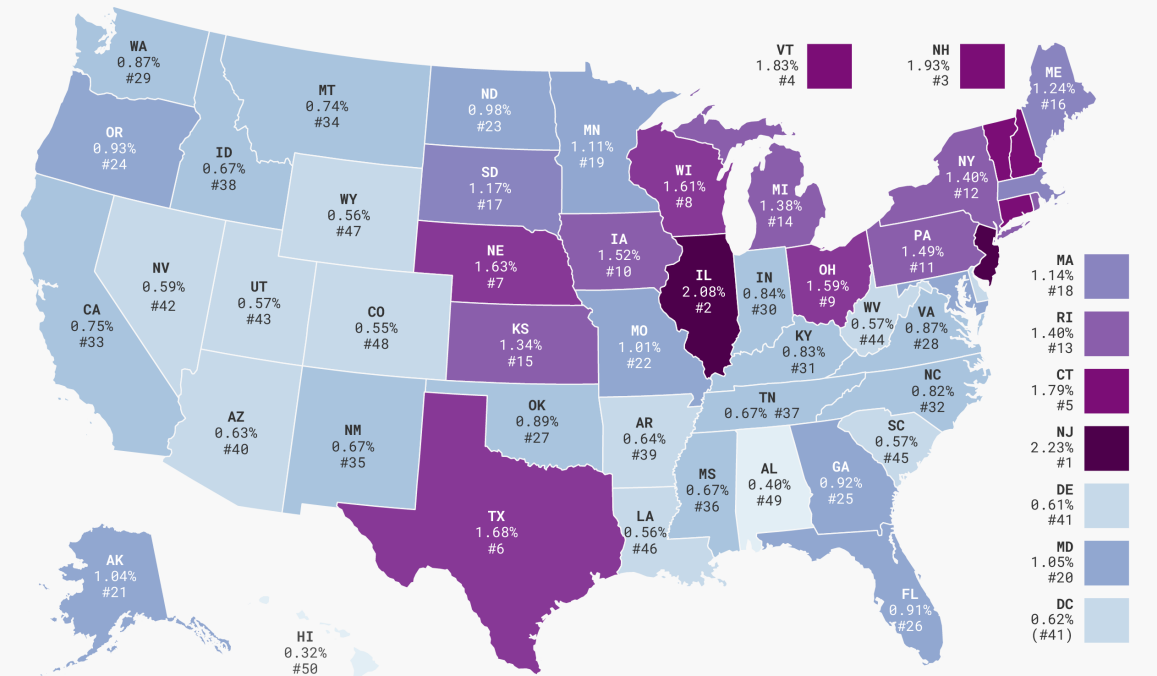 WA
0.87%
#29
MT
0.74%
#34
ND
0.98%
#23
MN
1.11%
#19
VT
1.83%
#4
NH
1.93%
#3
ME
1.24%
#16
OR
0.93%
#24
ID
0.67%
#38
SD
1.17%
#17
WI
1.61%
#8
MI
1.38%
#14
NY
1.40%
#12
WY
0.56%
#47
NE
1.63%
#7
IA
1.52%
#10
PA
1.49%
#11
NV
0.59%
#42
UT
0.57%
#43
CO
0.55%
#48
IL
2.08%
#2
IN
0.84%
#30
OH
1.59%
#9
MA
1.14%
#18
CA
0.75%
#33
KS
1.34%
#15
MO
1.01%
#22
KY
0.83%
#31
WV
0.57%
#44
VA
0.87%
#28
RI
1.40%
#13
AZ
0.63%
#40
NM
0.67%
#35
OK
0.89%
#27
AR
0.64%
#39
TN
0.67% #37
NC
0.82%
#32
CT
1.79%
#5
SC
0.57%
#45
NJ
2.23%
#1
TX
1.68%
#6
LA
0.56%
#46
MS
0.67%
#36
AL
0.40%
#49
GA
0.92%
#25
DE
0.61%
#41
AK
1.04%
#21
FL
0.91%
#26
MD
1.05%
#20
HI
0.32%
#50
DC
0.62%
(#41)